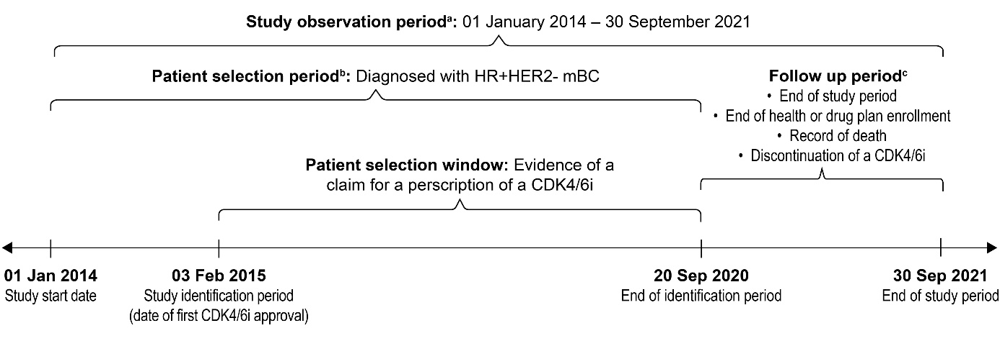 Study observation periodᵃ: 01 January 2014 – 30 September 2021
Patient selection periodᵇ: Diagnosed with HR+HER2- mBC
Follow up periodᶜ
• End of study period
• End of health or drug plan enrollment
• Record of death
• Discontinuation of a CDK4/6i
Patient selection window: Evidence of a
claim for a perscription of a CDK4/6i
01 Jan 2014
Study start date
03 Feb 2015
Study identification period
(date of first CDK4/6i approval)
20 Sep 2020
End of identification period
30 Sep 2021
End of study period